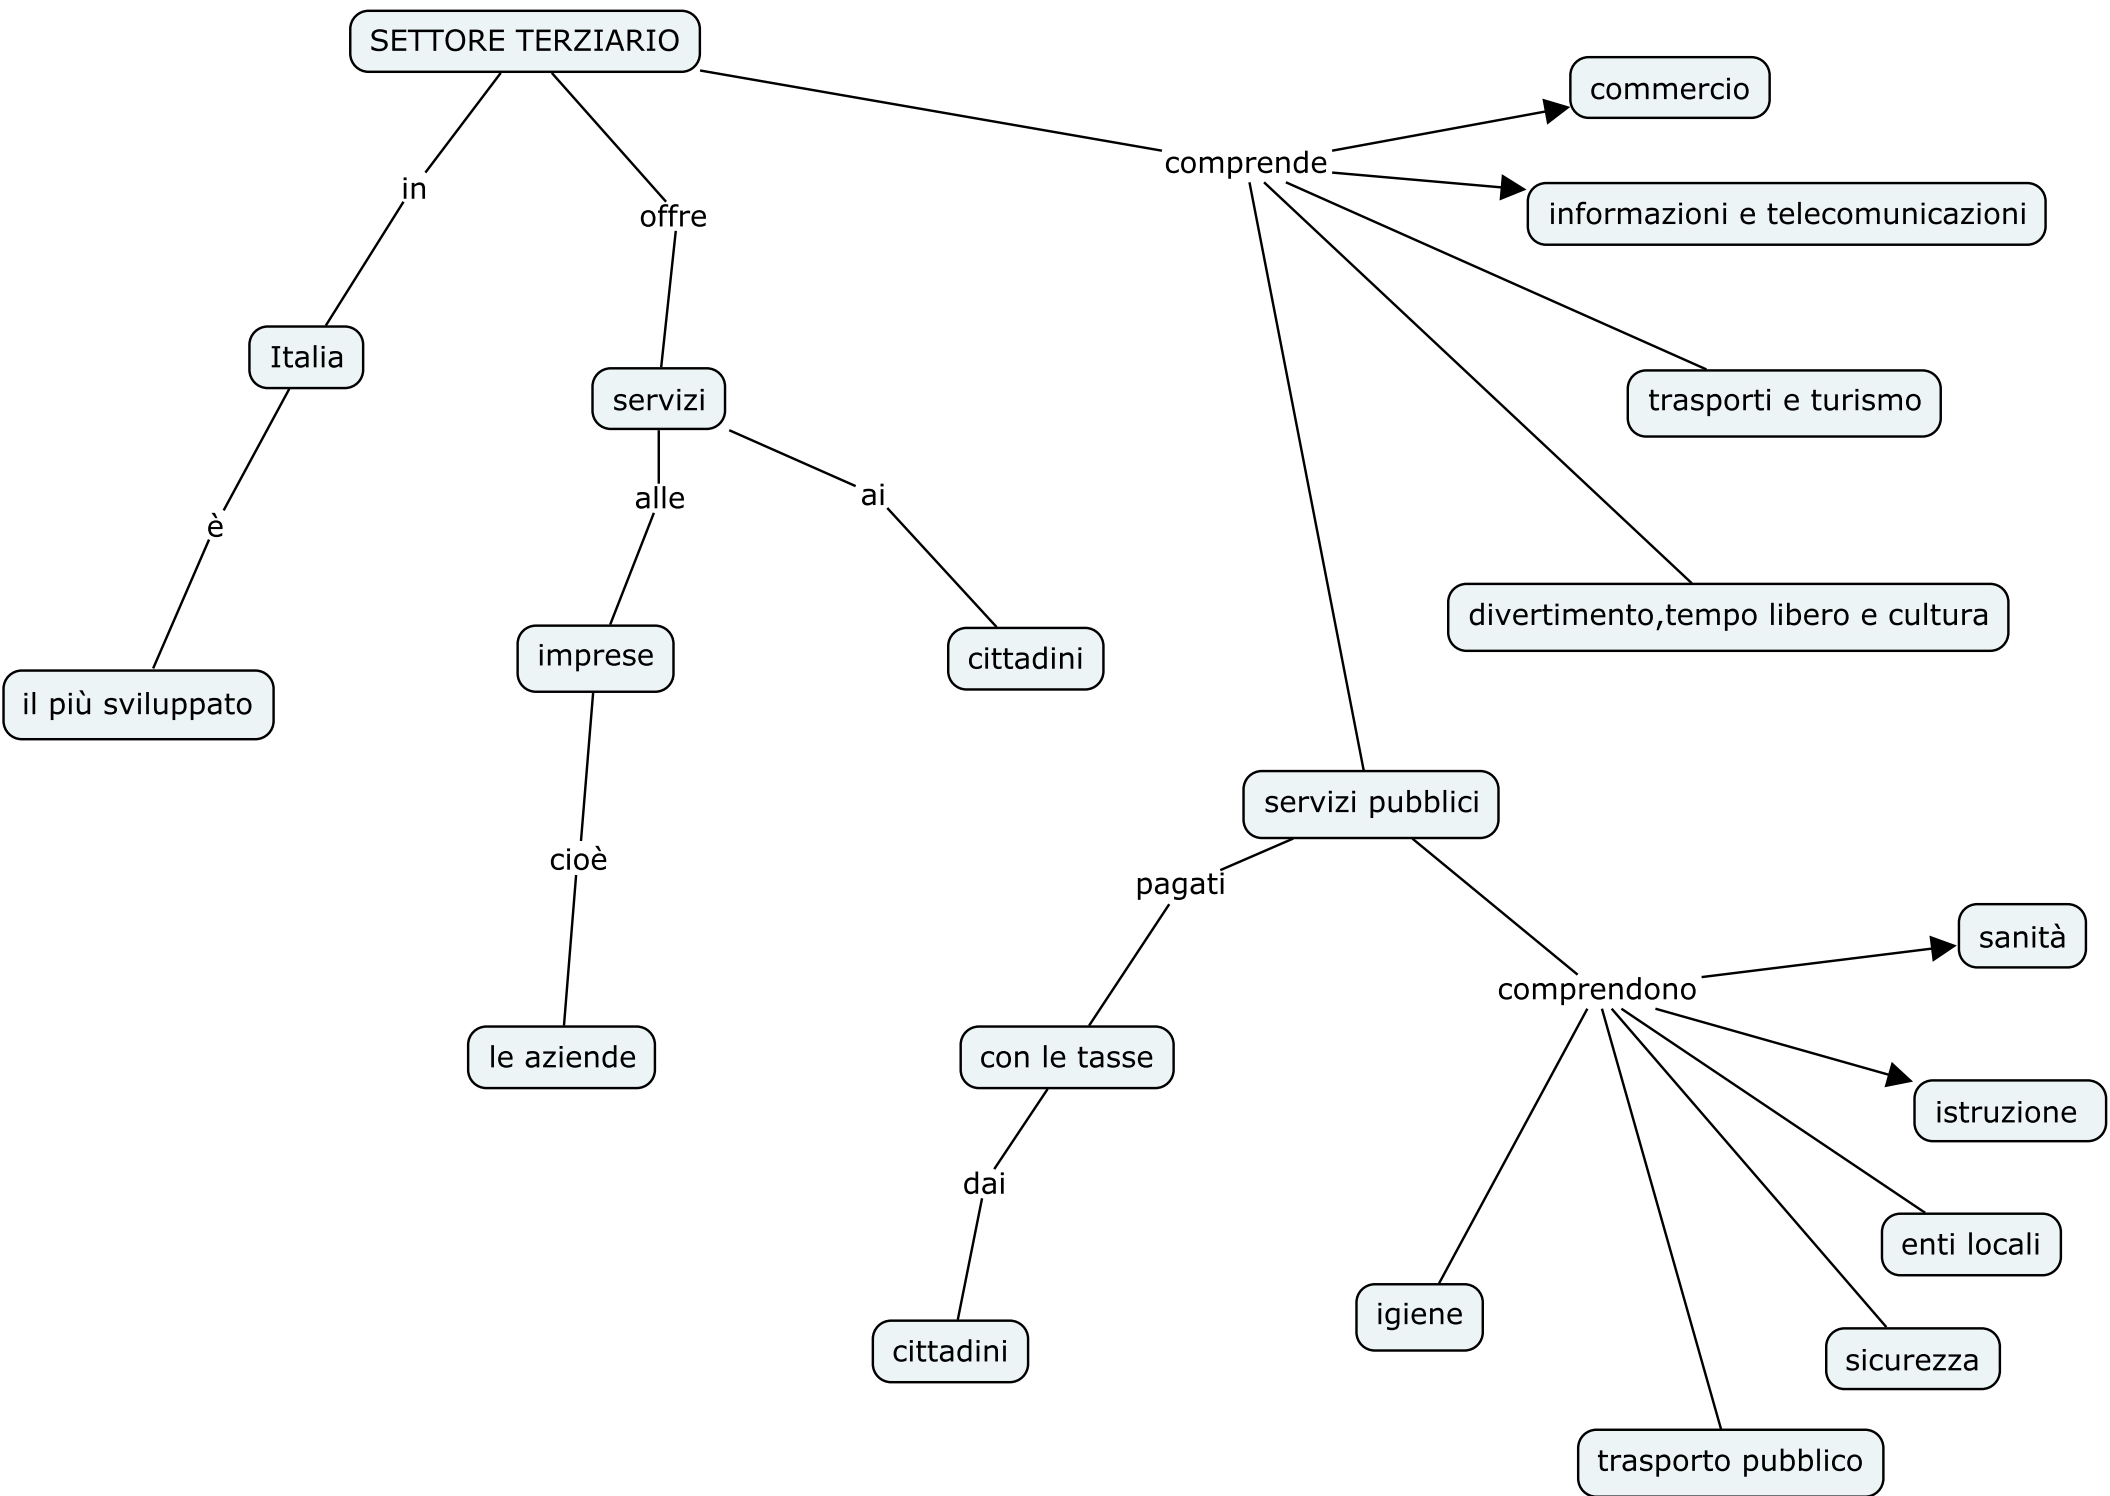 SETTORE TERZIARIO
commercio
comprende
in
informazioni e telecomunicazioni
offre
Italia
servizi
trasporti e turismo
alle
ai
è
divertimento,tempo libero e cultura
imprese
cittadini
il più sviluppato
servizi pubblici
cioè
pagati
sanità
comprendono
le aziende
con le tasse
istruzione
dai
enti locali
igiene
cittadini
sicurezza
trasporto pubblico